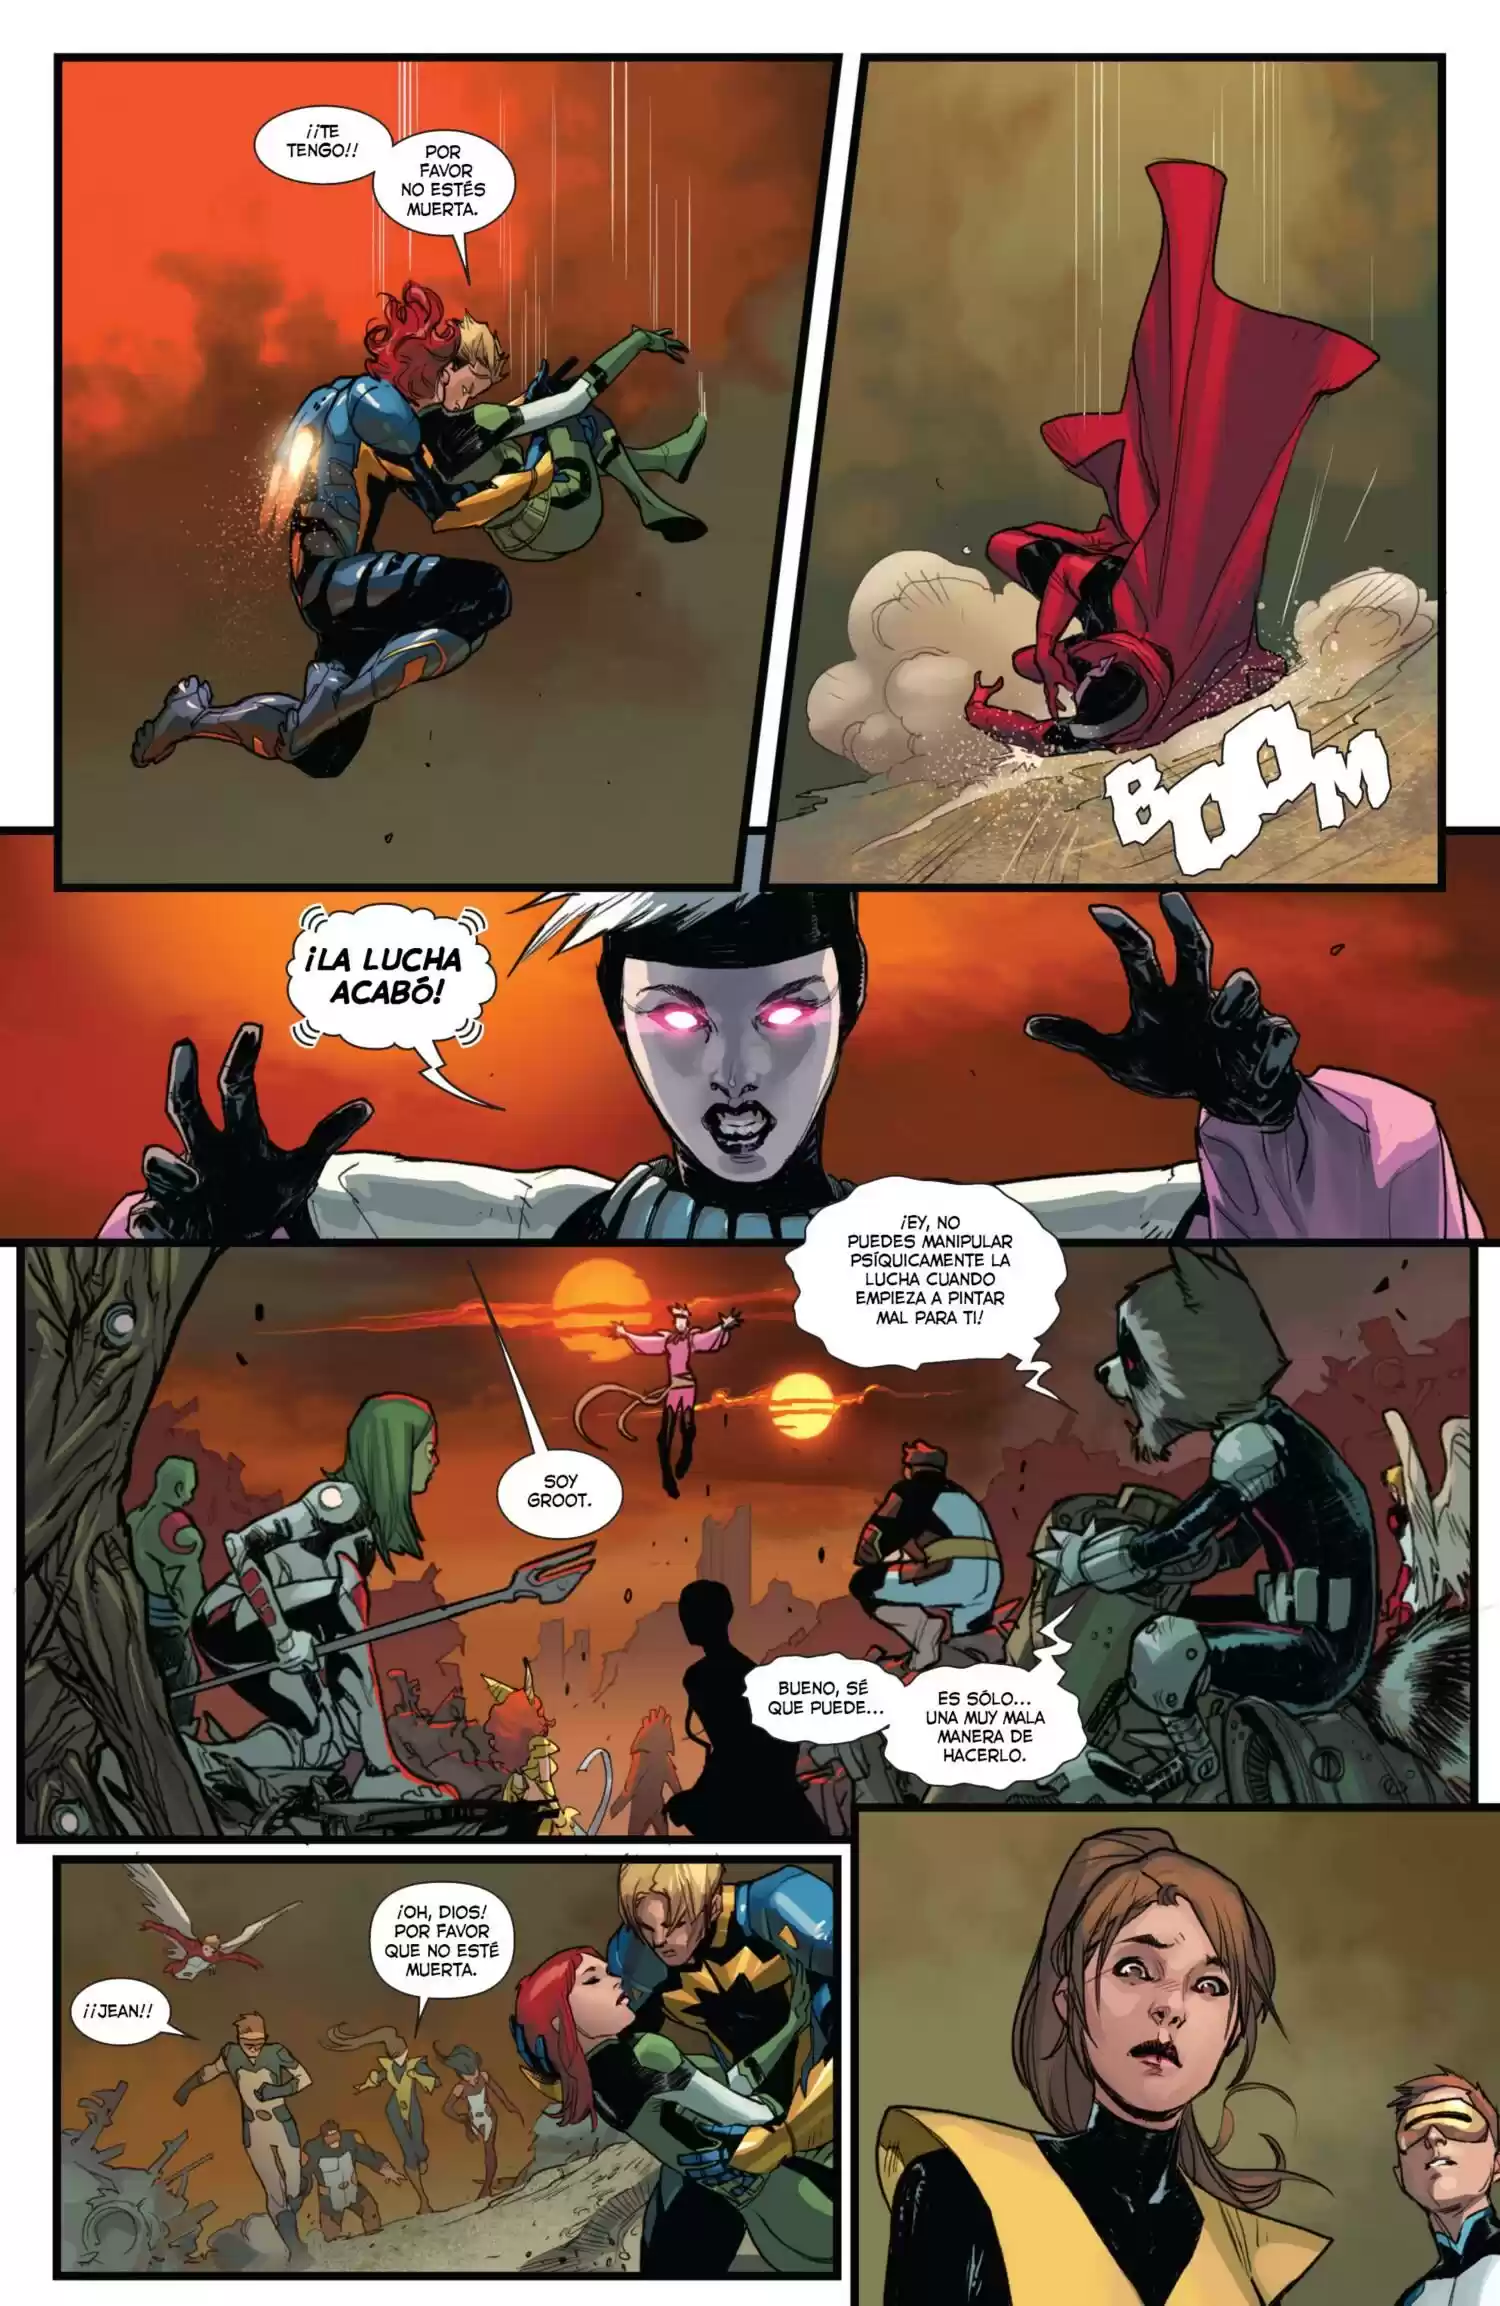 ¡¡TE
TENGO!!
POR
FAVOR
NO ESTÉS
MUERTA.
BOOM
¡LA LUCHA
ACABÓ!
¡EY, NO
PUEDES MANIPULAR
PSÍQUICAMENTE LA
LUCHA CUANDO
EMPIEZA A PINTAR
MAL PARA TI!
SOY
GROOT.
BUENO, SÉ
QUE PUEDE...
ES SÓLO...
UNA MUY MALA
MANERA DE
HACERLO.
¡¡JEAN!!
¡OH, DIOS!
POR FAVOR
QUE NO ESTÉ
MUERTA.